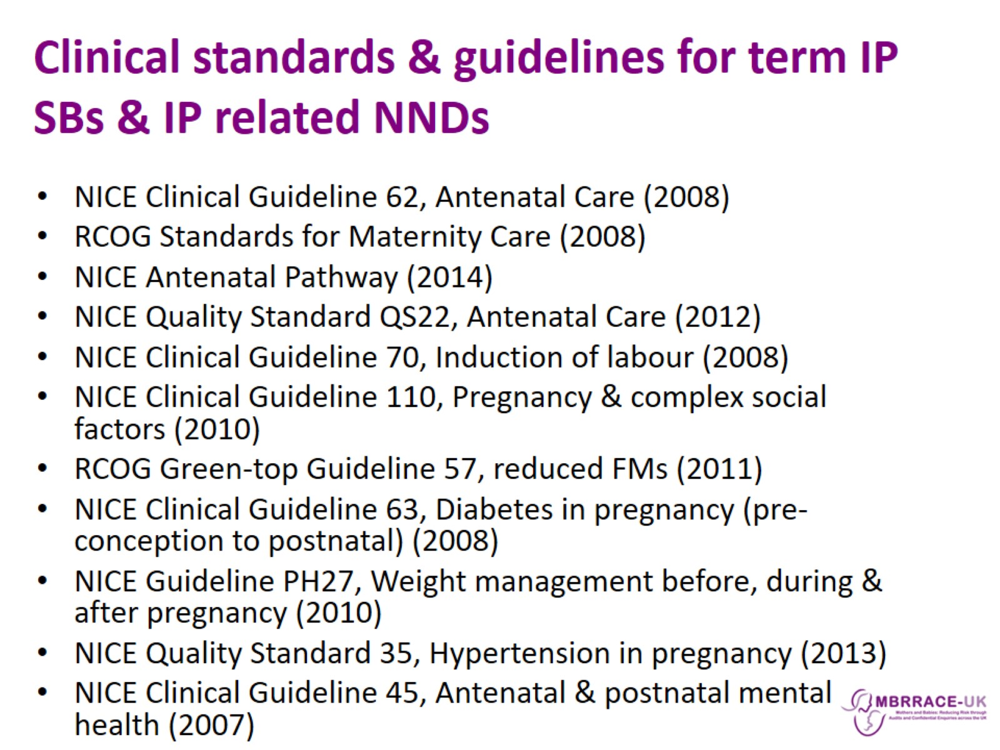 Clinical standards & guidelines for term IP
SBs & IP related NNDs
• NICE Clinical Guideline 62, Antenatal Care (2008)
• RCOG Standards for Maternity Care (2008)
• NICE Antenatal Pathway (2014)
• NICE Quality Standard QS22, Antenatal Care (2012)
• NICE Clinical Guideline 70, Induction of labour (2008)
• NICE Clinical Guideline 110, Pregnancy & complex social
factors (2010)
• RCOG Green-top Guideline 57, reduced FMs (2011)
• NICE Clinical Guideline 63, Diabetes in pregnancy (pre-
conception to postnatal) (2008)
• NICE Guideline PH27, Weight management before, during &
after pregnancy (2010)
• NICE Quality Standard 35, Hypertension in pregnancy (2013)
• NICE Clinical Guideline 45, Antenatal & postnatal mental
health (2007)
MBRRACE-UK
Mothers and Babies: Reducing Risk through
Audits and Confidential Enquiries across the UK